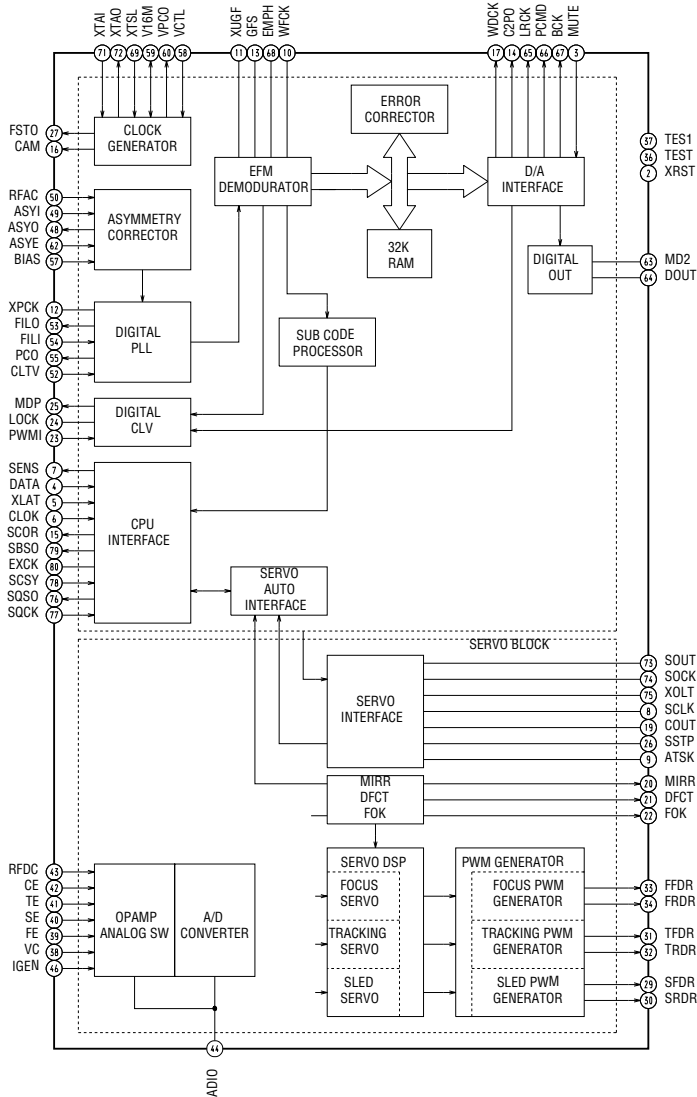 XTAI
XTAO
XTSL
V16M
VPCO
VCTL
XUGF
GFS
EMPH
WFCK
WDCK
C2PO
LRCK
PCMD
BCK
MUTE
71
72
69
59
60
58
11
13
68
10
17
14
65
66
67
3
FSTO 27
CAM 16
CLOCK
GENERATOR
ERROR
CORRECTOR
37 TES1
36 TEST
2 XRST
EFM
DEMODURATOR
D/A
INTERFACE
RFAC 50
ASYI 49
ASYO 48
ASYE 62
BIAS 57
ASYMMETRY
CORRECTOR
32K
RAM
DIGITAL
OUT
63 MD2
64 DOUT
XPCK 12
FILO 53
FILI 54
PCO 55
CLTV 52
DIGITAL
PLL
SUB CODE
PROCESSOR
MDP 25
LOCK 24
PWMI 23
DIGITAL
CLV
SENS 7
DATA 4
XLAT 5
CLOK 6
SCOR 15
SBSO 79
EXCK 80
SCSY 78
SQSO 76
SQCK 77
CPU
INTERFACE
SERVO
AUTO
INTERFACE
SERVO BLOCK
SERVO
INTERFACE
73 SOUT
74 SOCK
75 XOLT
8 SCLK
19 COUT
26 SSTP
9 ATSK
MIRR
DFCT
FOK
20 MIRR
21 DFCT
22 FOK
RFDC 43
CE 42
TE 41
SE 40
FE 39
VC 38
IGEN 46
OPAMP
ANALOG SW
A/D
CONVERTER
SERVO DSP
FOCUS
SERVO
TRACKING
SERVO
SLED
SERVO
PWM GENERATOR
FOCUS PWM
GENERATOR
TRACKING PWM
GENERATOR
SLED PWM
GENERATOR
33 FFDR
34 FRDR
31 TFDR
32 TRDR
29 SFDR
30 SRDR
44
ADIO